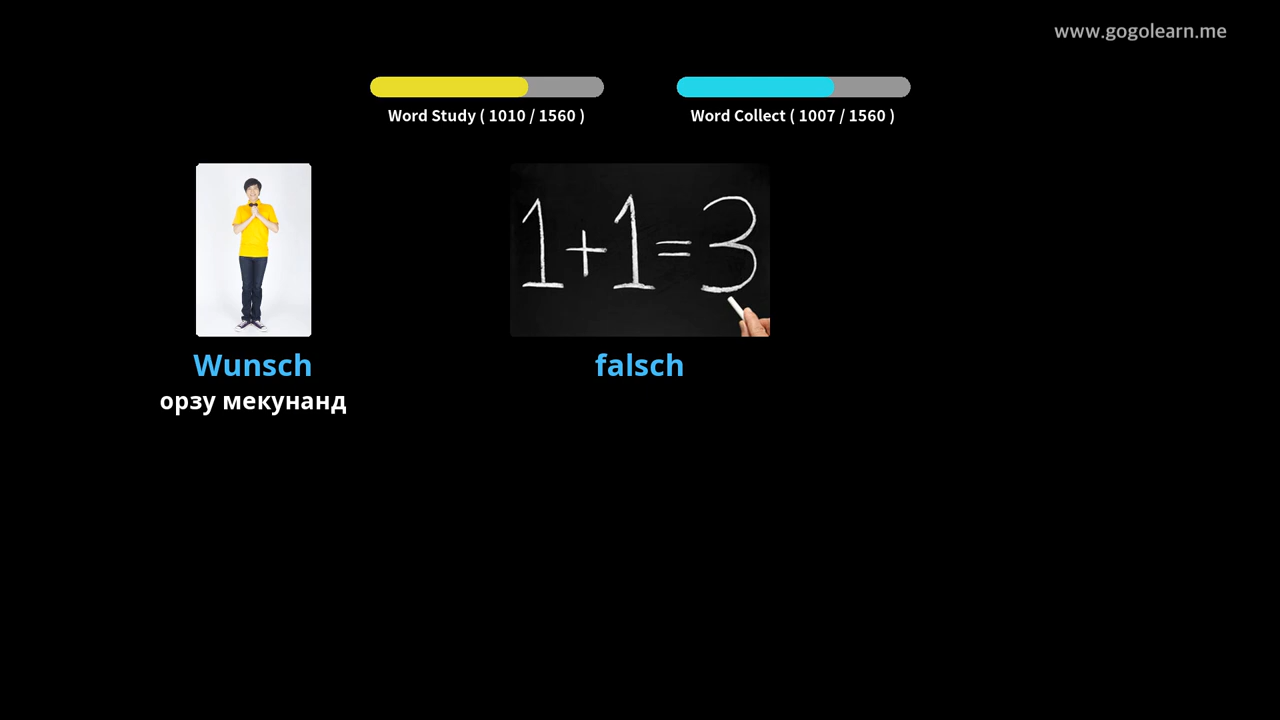 www.gogolearn.me
Word Study ( 1010 / 1560 )
Word Collect ( 1007 / 1560 )
1+1=3
Wunsch
falsch
орзу мекунанд